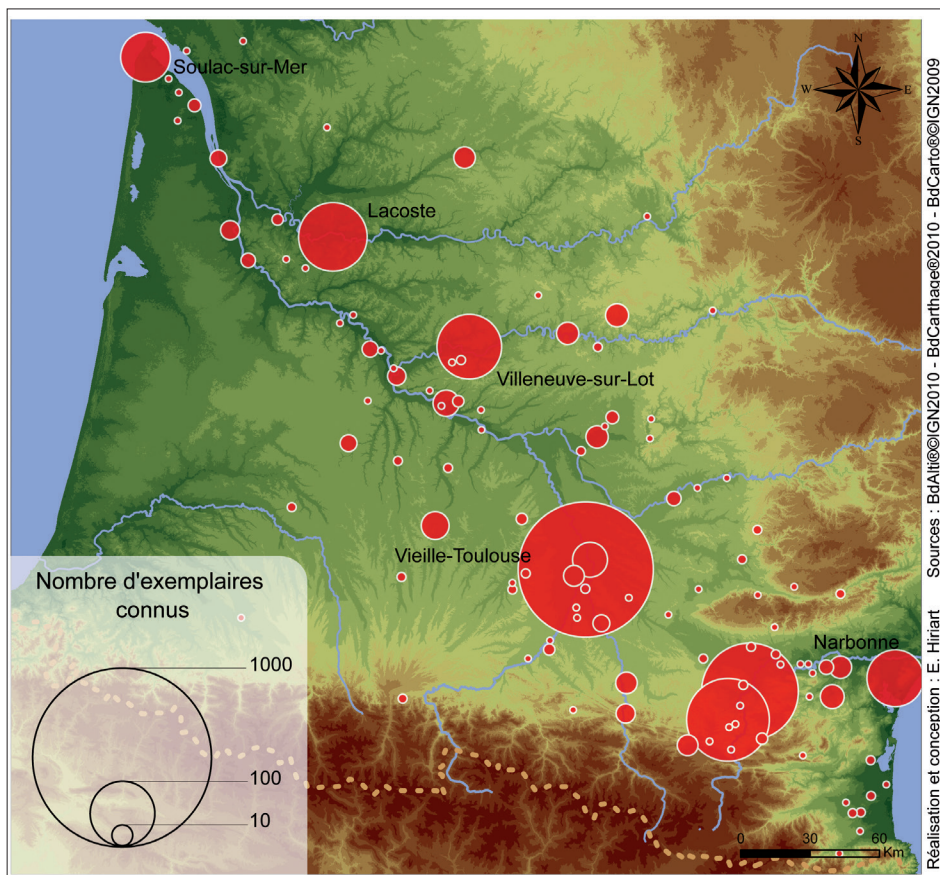 N
W
E
S
Soulac-sur-Mer
Lacoste
Villeneuve-sur-Lot
Vieille-Toulouse
Narbonne
Nombre d'exemplaires
connus
1000
100
10
0 30 60
Km
Réalisation et conception : E. Hiriart Sources : BdAlti®©IGN2010 - BdCarthage®2010 - BdCarto®©IGN2009